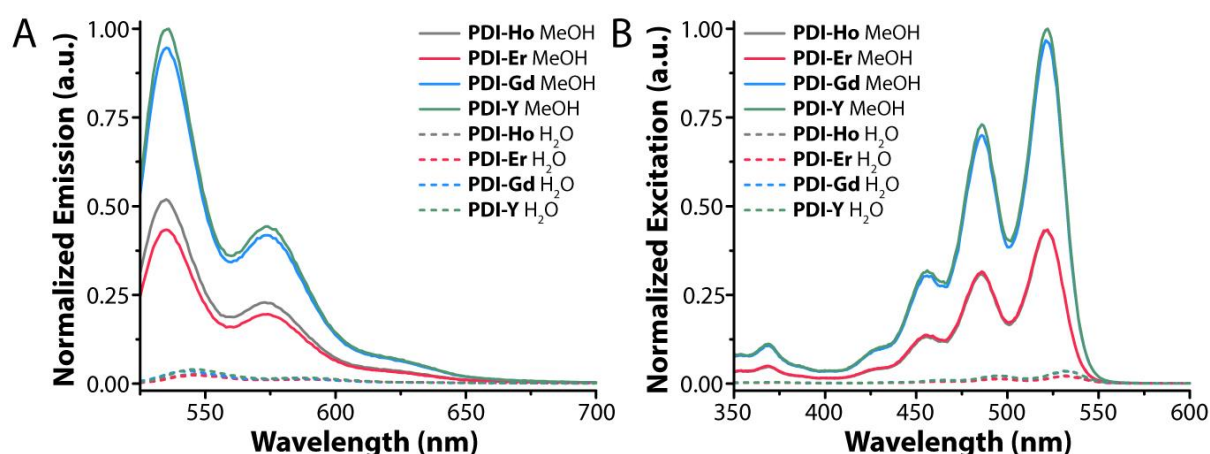 A
Normalized Emission (a.u.)
1.00
0.75
0.50
0.25
0.00
550
600
650
700
Wavelength (nm)
PDI-Ho MeOH
PDI-Er MeOH
PDI-Gd MeOH
PDI-Y MeOH
PDI-Ho H₂O
PDI-Er H₂O
PDI-Gd H₂O
PDI-Y H₂O
B
Normalized Excitation (a.u.)
1.00
0.75
0.50
0.25
0.00
350
400
450
500
550
600
Wavelength (nm)
PDI-Ho MeOH
PDI-Er MeOH
PDI-Gd MeOH
PDI-Y MeOH
PDI-Ho H₂O
PDI-Er H₂O
PDI-Gd H₂O
PDI-Y H₂O